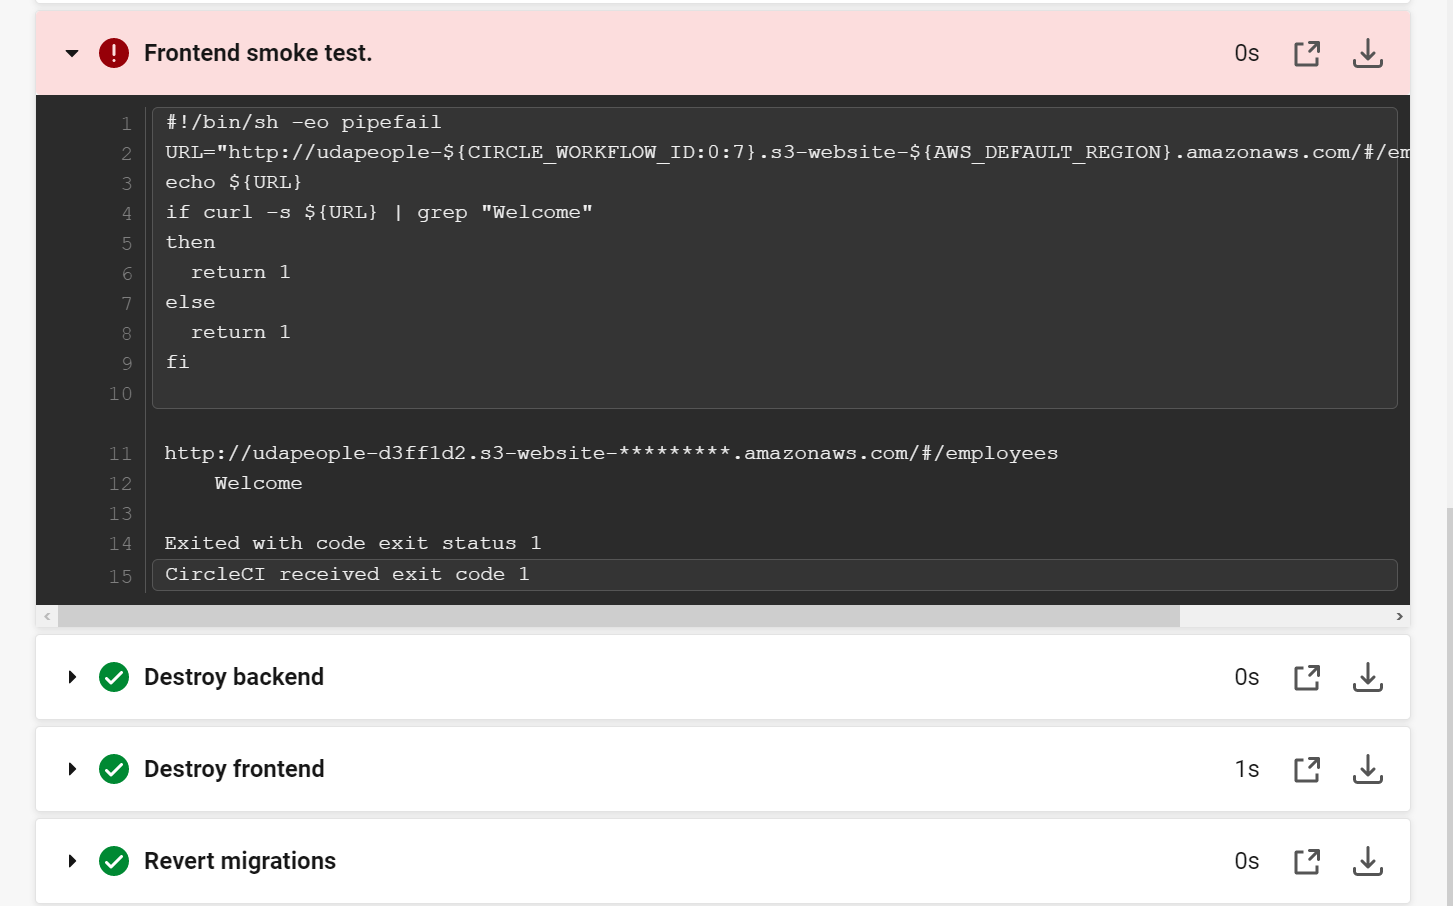 Frontend smoke test.
0s
1 #!/bin/sh -eo pipefail
2 URL="http://udapeople-${CIRCLE_WORKFLOW_ID:0:7}.s3-website-${AWS_DEFAULT_REGION}.amazonaws.com/#/em
3 echo ${URL}
4 if curl -s ${URL} | grep "Welcome"
5 then
6   return 1
7 else
8   return 1
9 fi
10
11 http://udapeople-d3ff1d2.s3-website-*********.amazonaws.com/#/employees
12     Welcome
13
14 Exited with code exit status 1
15 CircleCI received exit code 1
Destroy backend
0s
Destroy frontend
1s
Revert migrations
0s